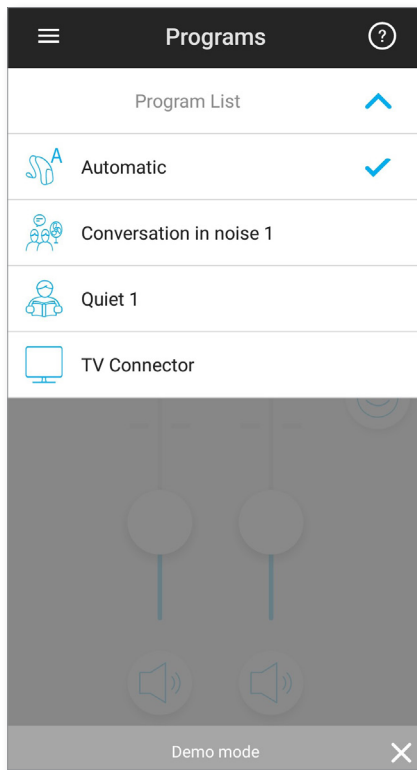 Programs
?
Program List
A
Automatic
Conversation in noise 1
Quiet 1
TV Connector
Demo mode